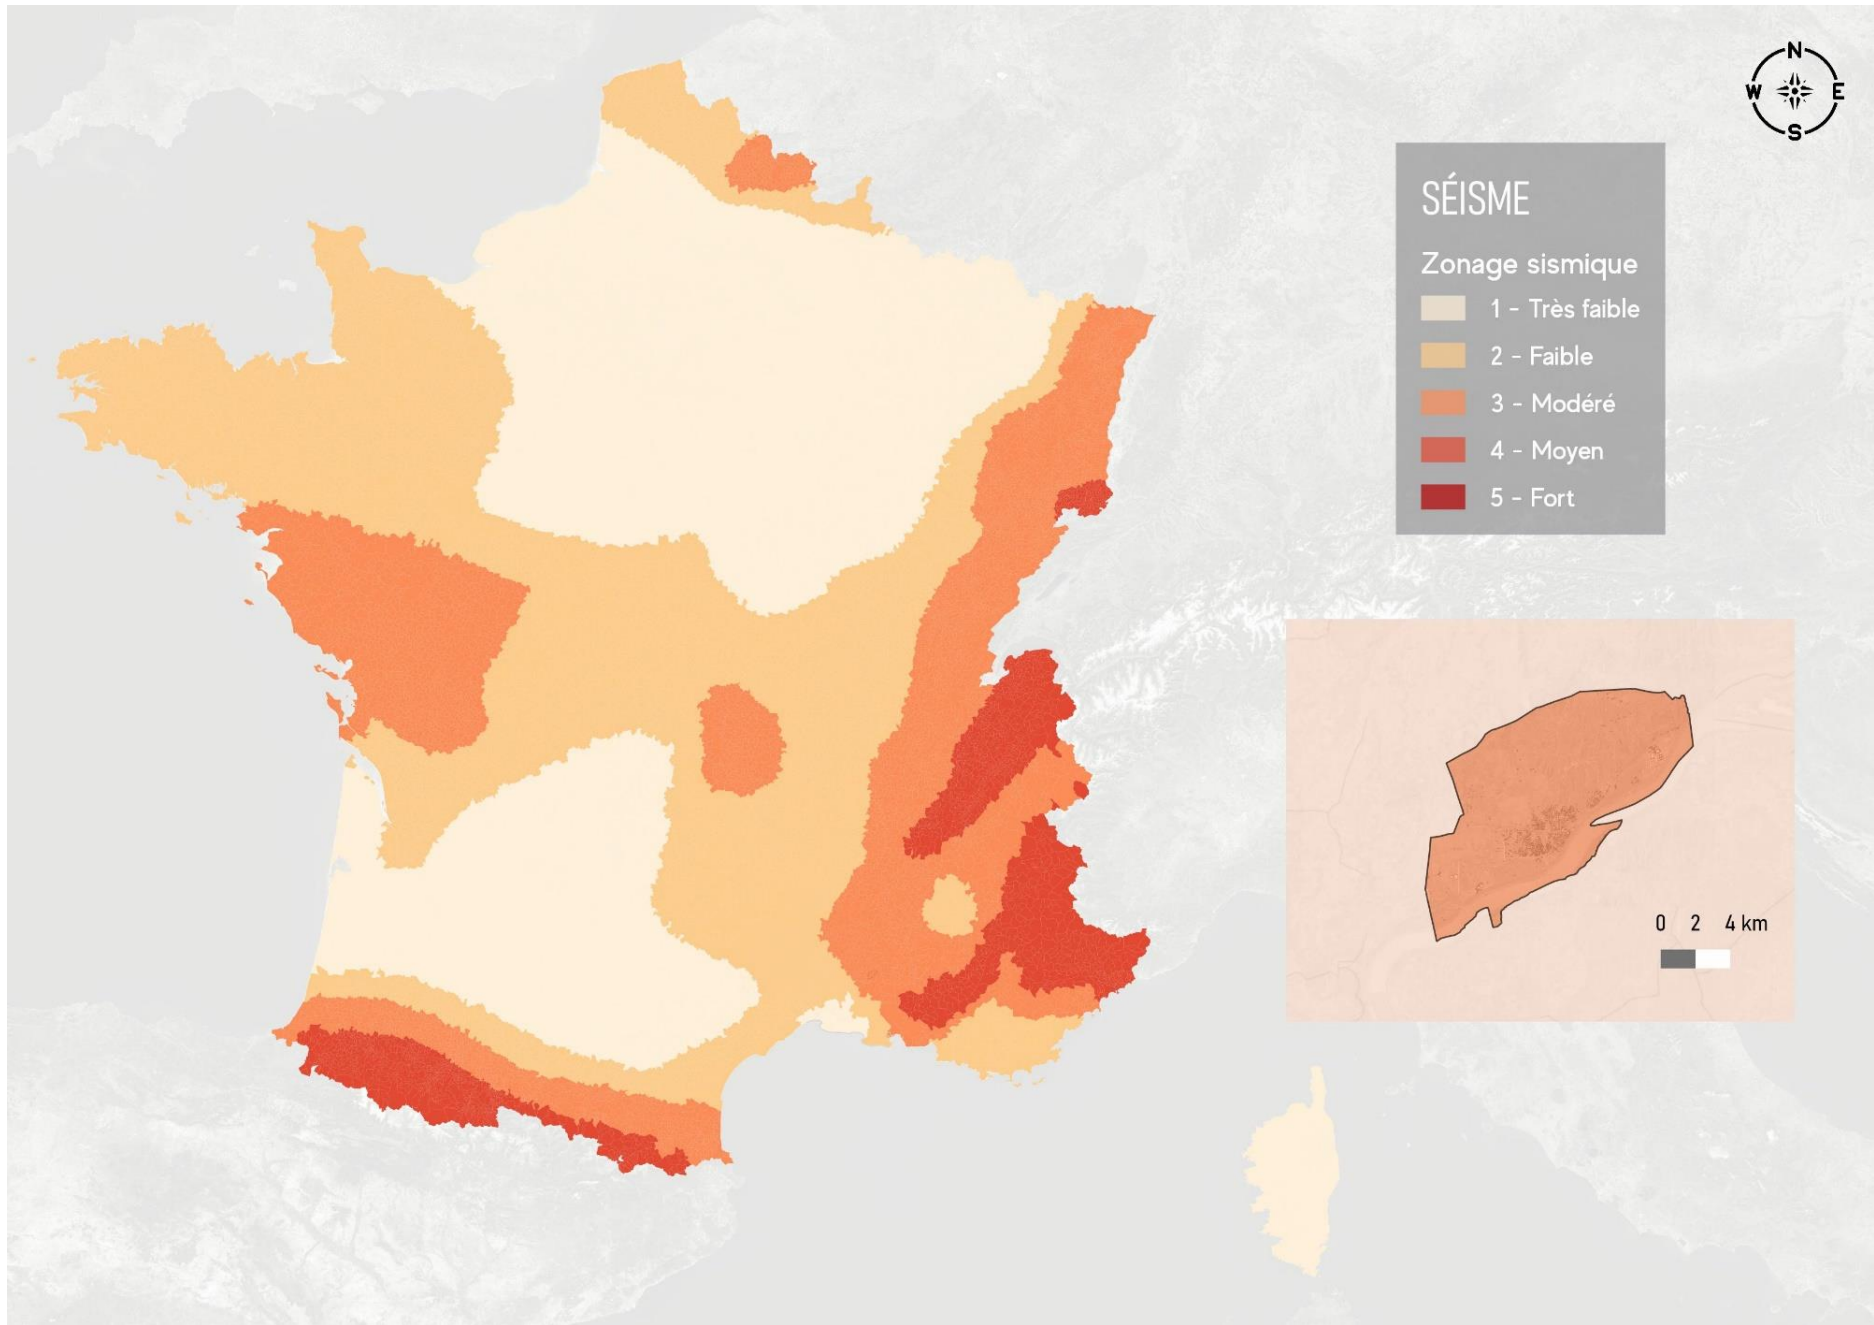 N
W E
S
SÉISME
Zonage sismique
1 - Très faible
2 - Faible
3 - Modéré
4 - Moyen
5 - Fort
0 2 4 km